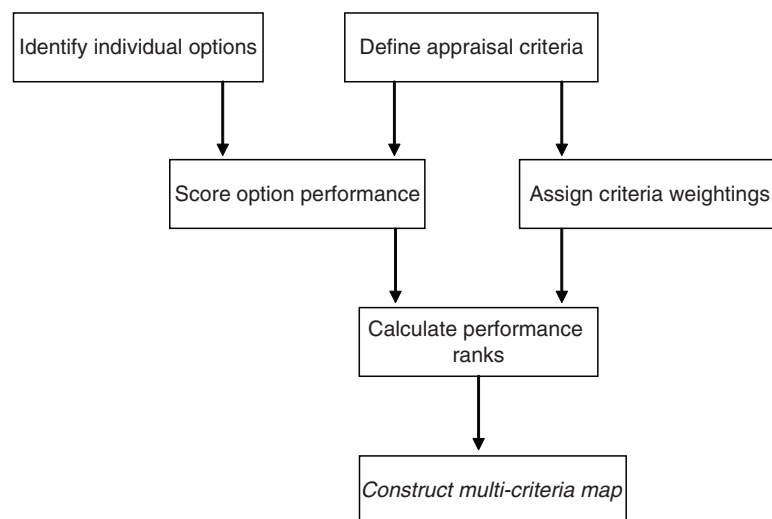 Identify individual options
Define appraisal criteria
Score option performance
Assign criteria weightings
Calculate performance
ranks
Construct multi-criteria map